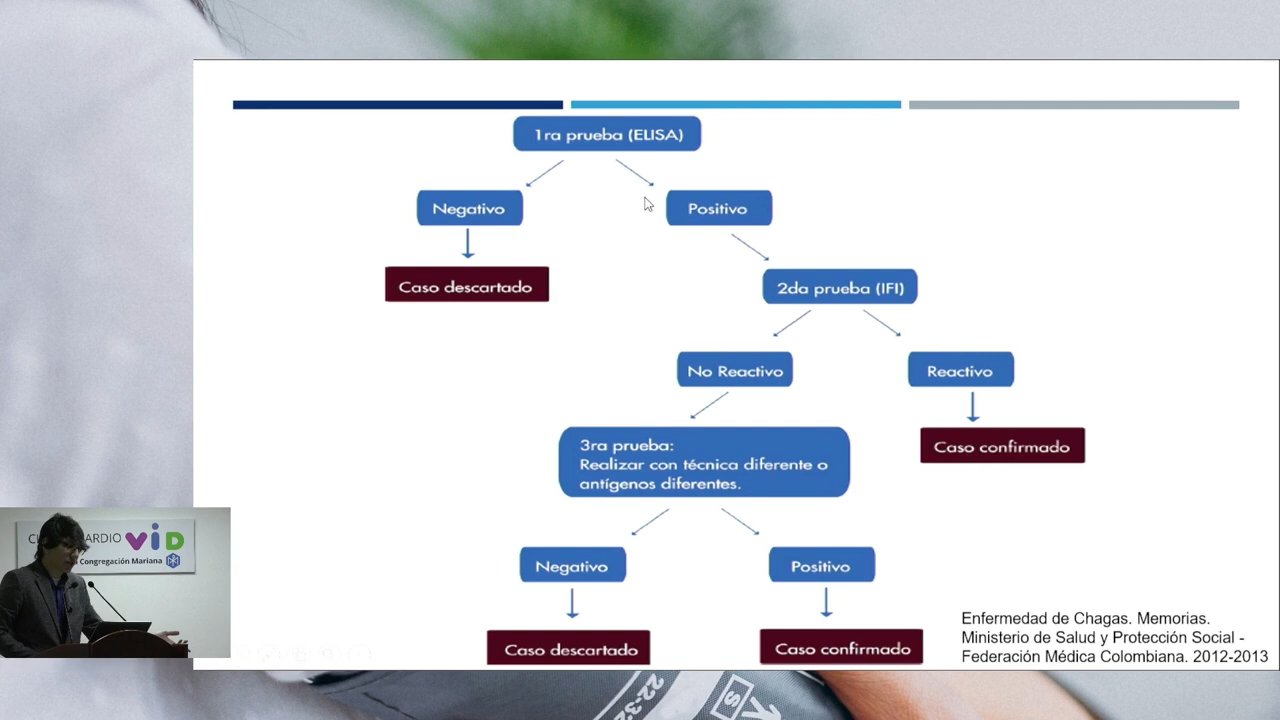 1ra prueba (ELISA)
Negativo
Positivo
Caso descartado
2da prueba (IFI)
No Reactivo
Reactivo
3ra prueba:
Realizar con técnica diferente o
antígenos diferentes.
Caso confirmado
Negativo
Positivo
Caso descartado
Caso confirmado
Enfermedad de Chagas. Memorias.
Ministerio de Salud y Protección Social -
Federación Médica Colombiana. 2012-2013
ViD
Congregación Mariana
S